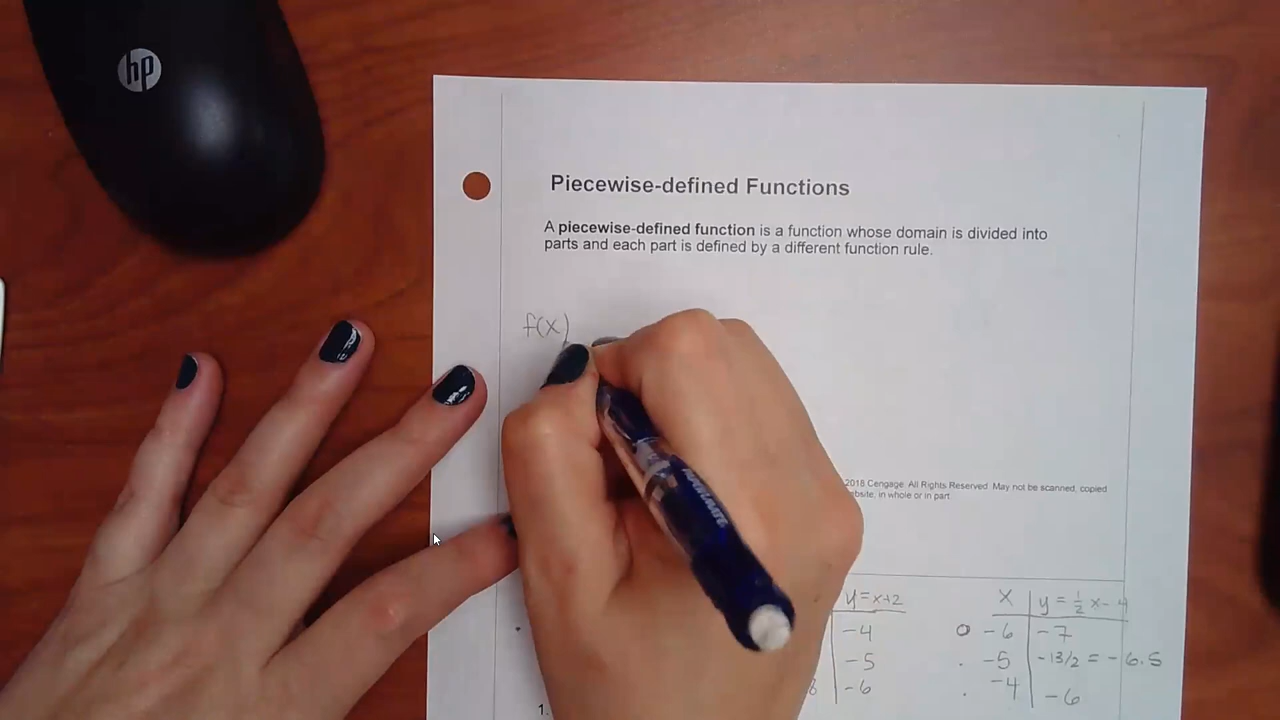 hp
Piecewise-defined Functions
A piecewise-defined function is a function whose domain is divided into
parts and each part is defined by a different function rule.
f(x)
2018 Cengage. All Rights Reserved. May not be scanned, copied
in whole or in part.
y=x+2
-4
-5
-6
x y = 1/2 x - 4
o -6 -7
. -5 -13/2 = -6.5
. -4 -6
1.